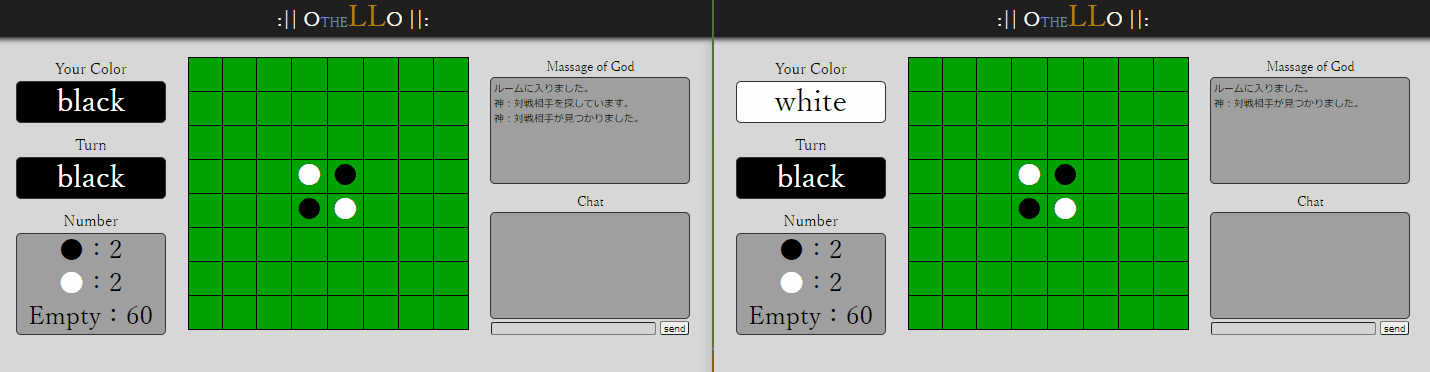 :|| OTHELLO ||:
Your Color
black
Turn
black
Number
：2
：2
Empty：60
Massage of God
ルームに入りました。
神：対戦相手を探しています。
神：対戦相手が見つかりました。
Chat
send
:|| OTHELLO ||:
Your Color
white
Turn
black
Number
：2
：2
Empty：60
Massage of God
ルームに入りました。
神：対戦相手が見つかりました。
Chat
send